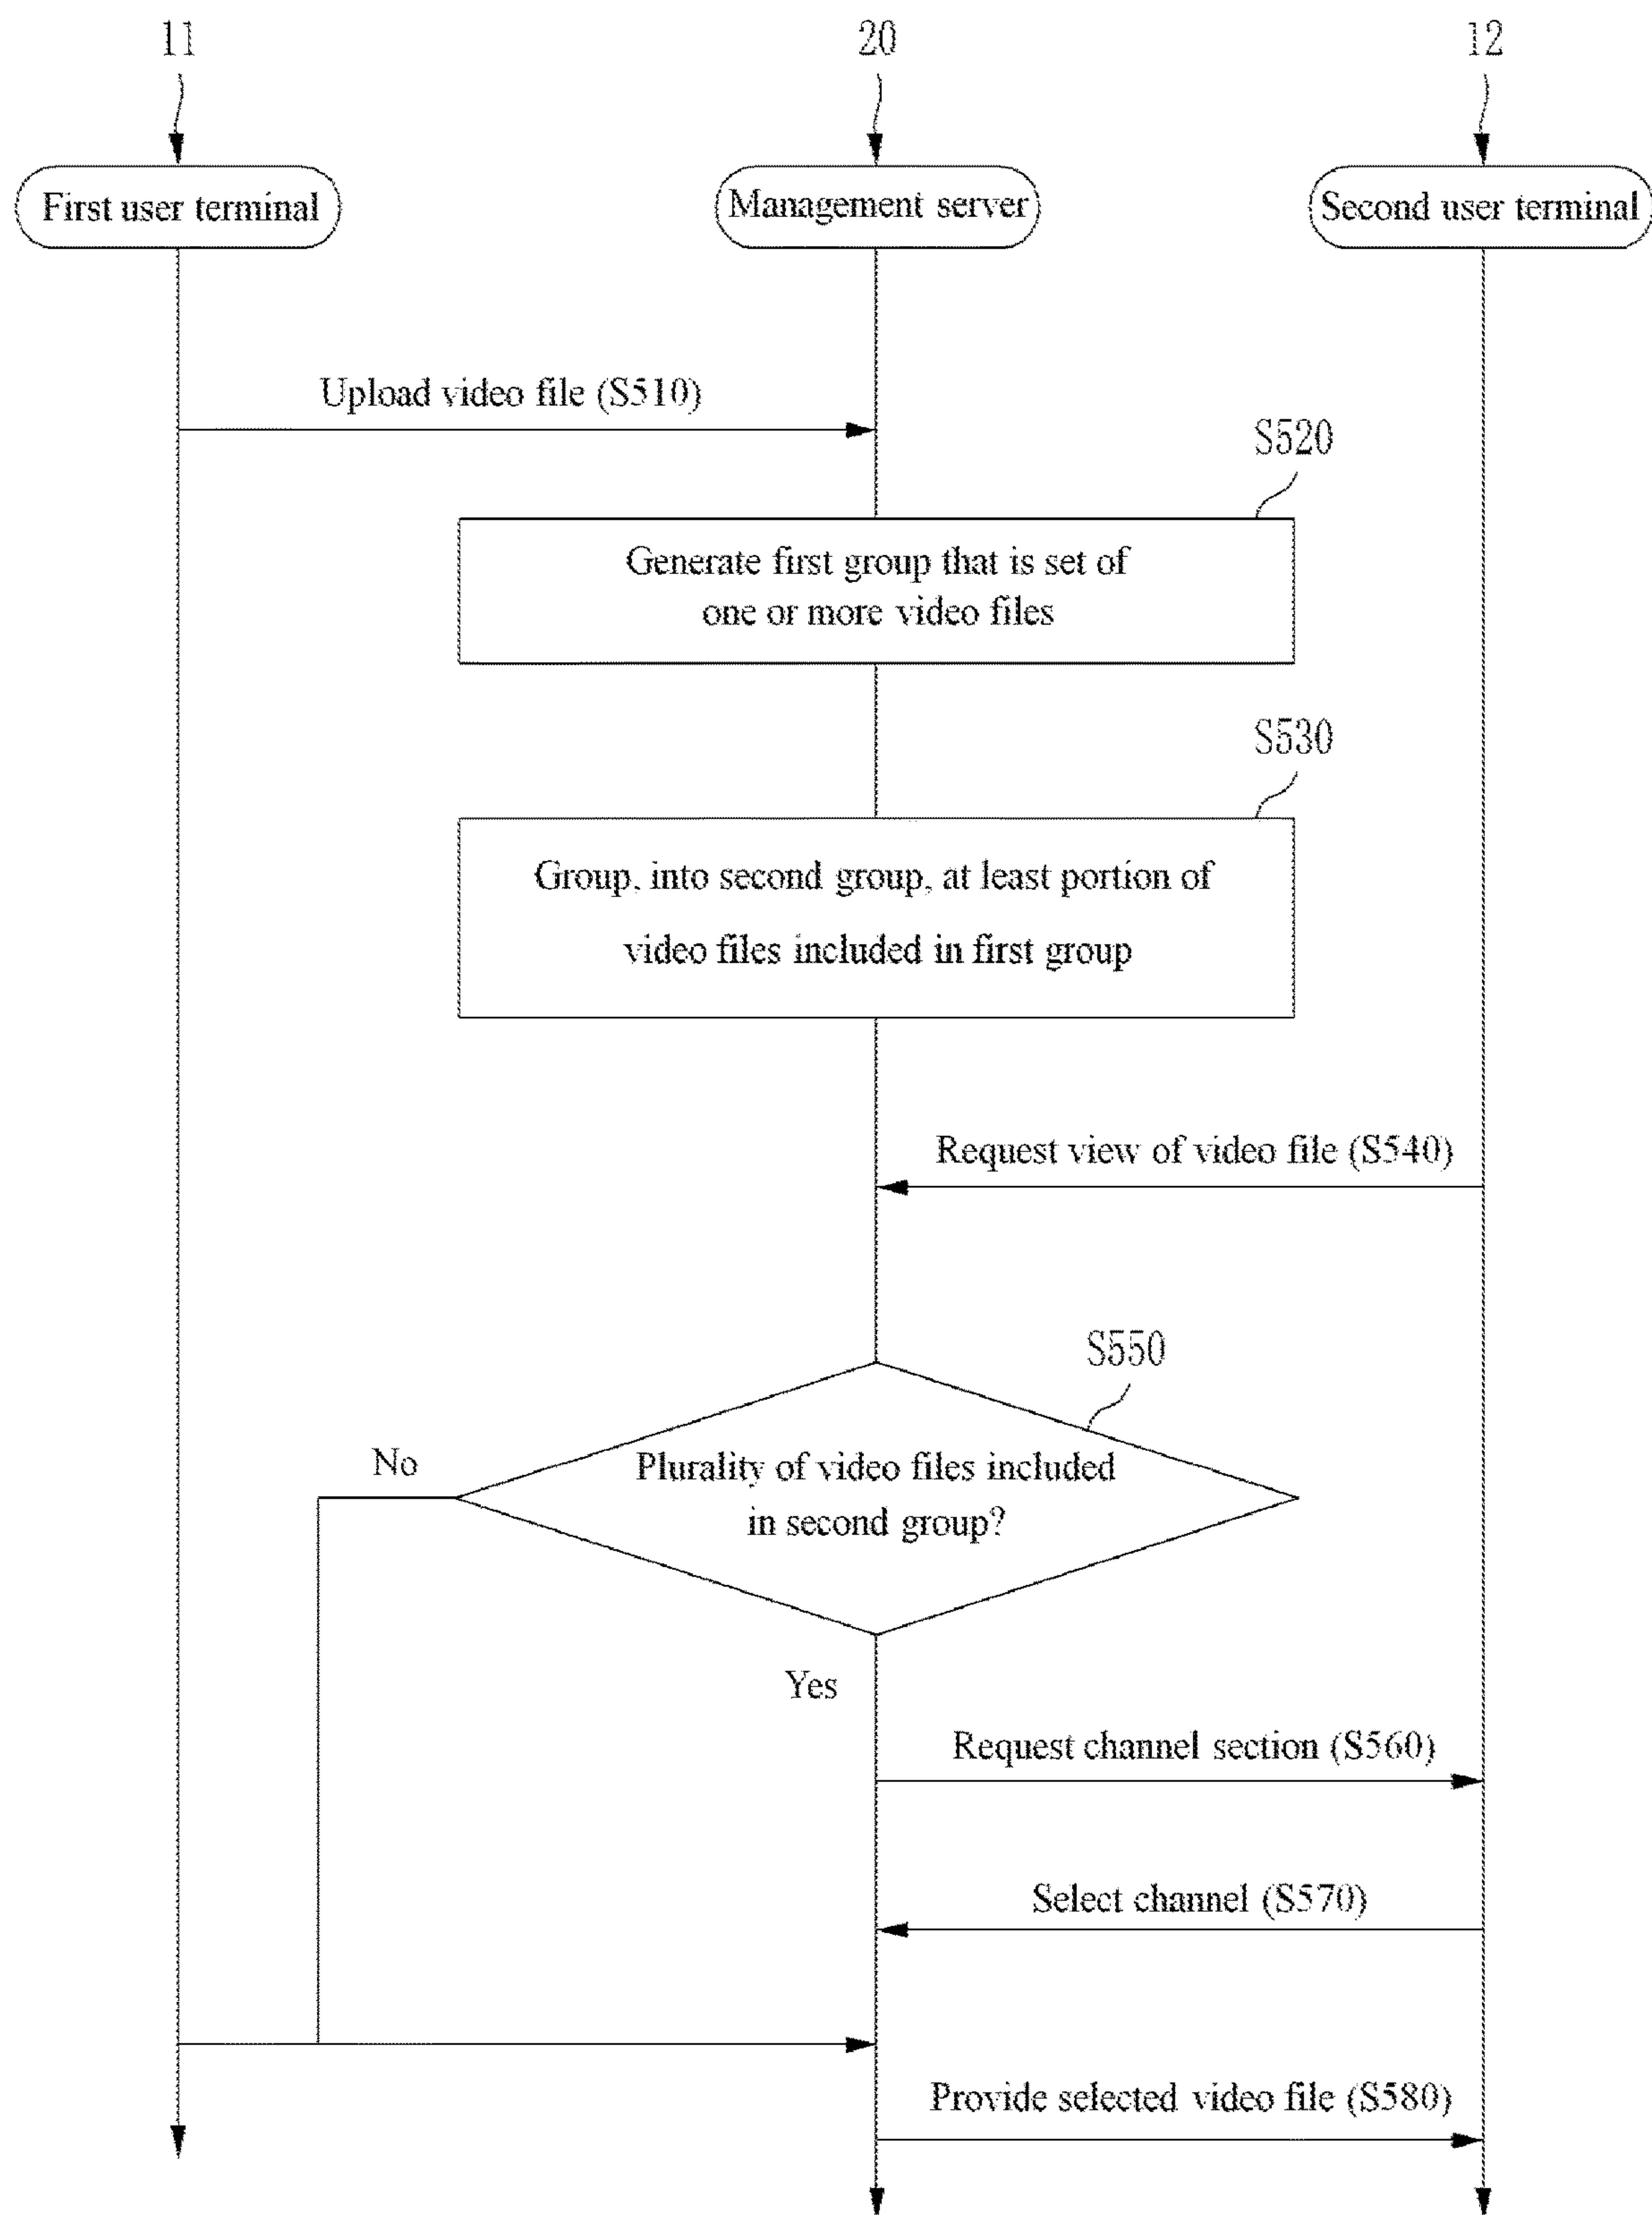 11
20
12
First user terminal
Management server
Second user terminal
Upload video file (S510)
S520
Generate first group that is set of
one or more video files
S530
Group, into second group, at least portion of
video files included in first group
Request view of video file (S540)
S550
No
Plurality of video files included
in second group?
Yes
Request channel section (S560)
Select channel (S570)
Provide selected video file (S580)